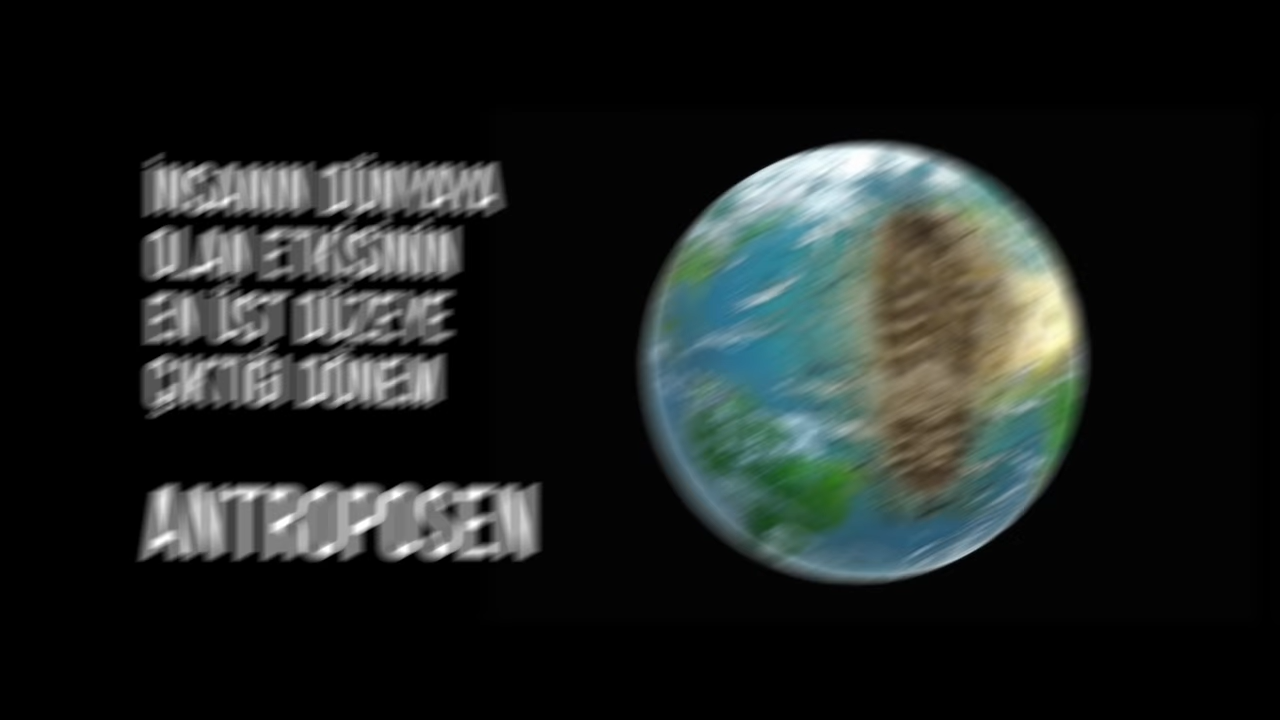 İNSANIN DÜNYAYA
OLAN ETKİSİNİN
EN ÜST DÜZEYE
ÇIKTIĞI DÖNEM
ANTROPOSEN